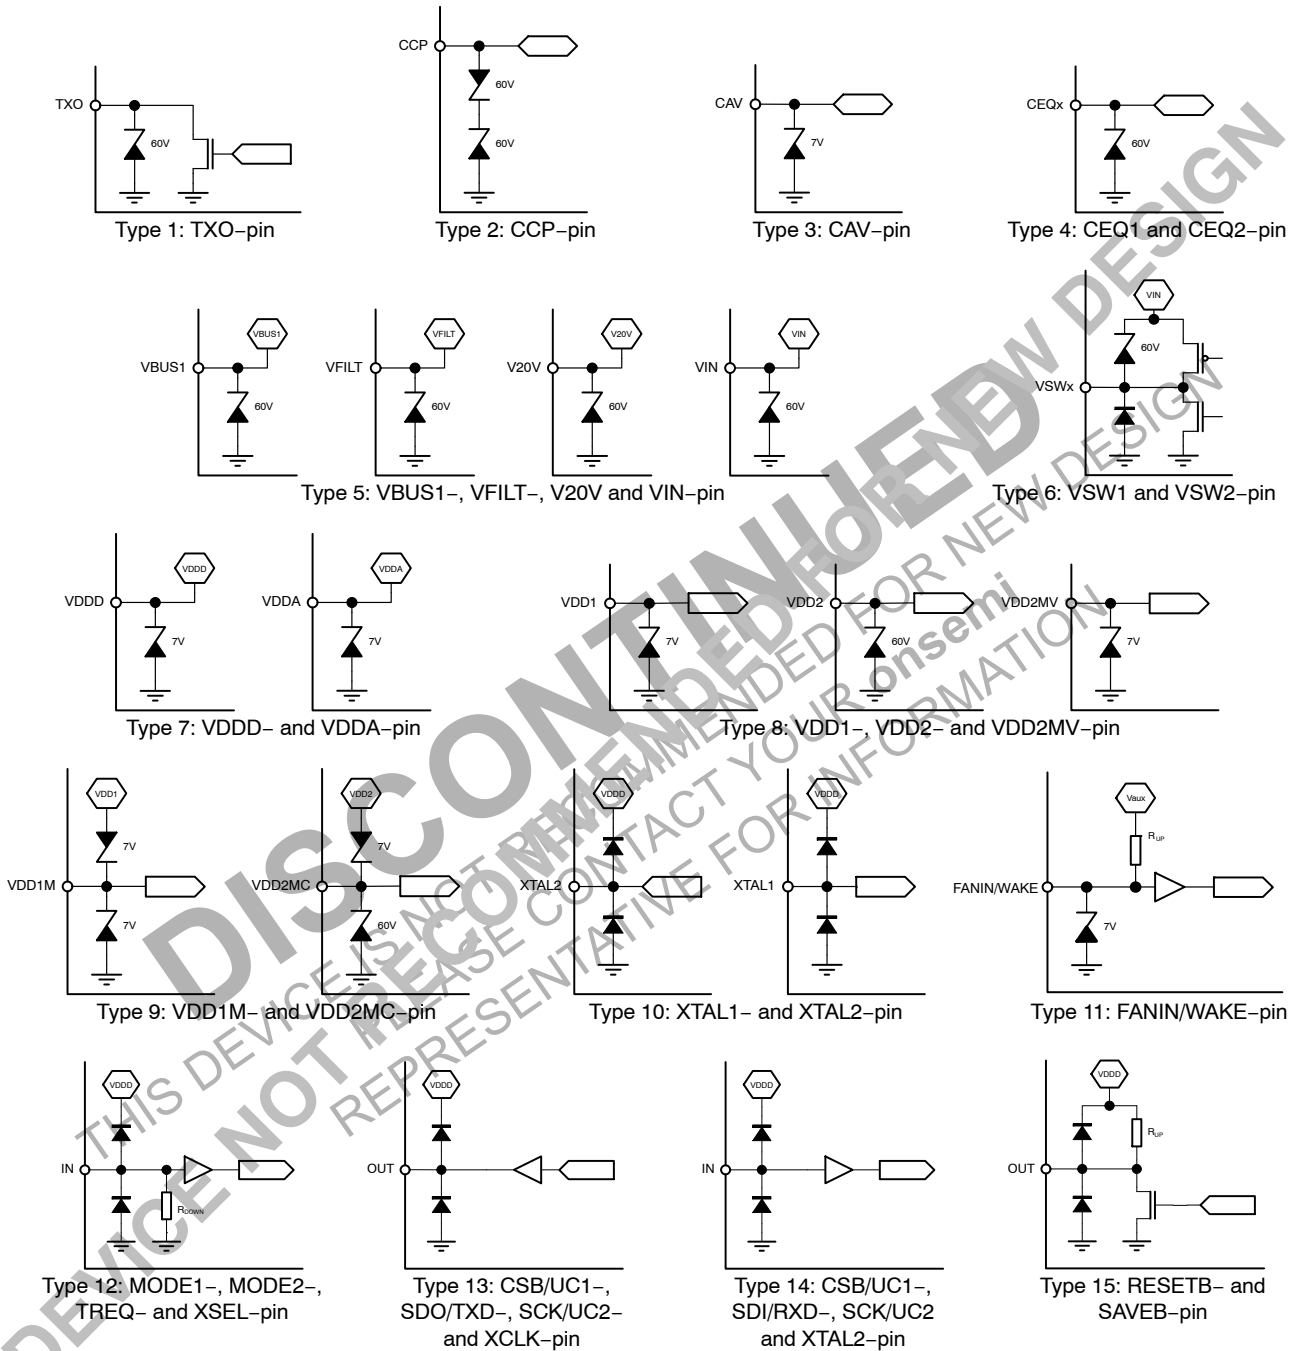 CCP
60V
60V
TXO
60V
CAV
7V
CEQx
60V
Type 1: TXO−pin
Type 2: CCP−pin
Type 3: CAV−pin
Type 4: CEQ1 and CEQ2−pin
VBUS1
VBUS1
60V
VFILT
VFILT
60V
V20V
V20V
60V
VIN
VIN
60V
VIN
60V
VSWx
Type 5: VBUS1−, VFILT−, V20V and VIN−pin
Type 6: VSW1 and VSW2−pin
VDDD
VDDD
7V
VDDA
VDDA
7V
VDD1
7V
VDD2
60V
VDD2MV
7V
Type 7: VDDD− and VDDA−pin
Type 8: VDD1−, VDD2− and VDD2MV−pin
VDD1
7V
VDD1M
7V
VDD2
7V
VDD2MC
60V
VDDD
XTAL2
VDDD
XTAL1
Vaux
RUP
FANIN/WAKE
7V
Type 9: VDD1M− and VDD2MC−pin
Type 10: XTAL1− and XTAL2−pin
Type 11: FANIN/WAKE−pin
VDDD
IN
RDOWN
VDDD
OUT
VDDD
IN
VDDD
RUP
OUT
Type 12: MODE1−, MODE2−,
TREQ− and XSEL−pin
Type 13: CSB/UC1−,
SDO/TXD−, SCK/UC2−
and XCLK−pin
Type 14: CSB/UC1−,
SDI/RXD−, SCK/UC2
and XTAL2−pin
Type 15: RESETB− and
SAVEB−pin
DISCONTINUED
DEVICE NOT RECOMMENDED FOR NEW DESIGN
THIS DEVICE IS NOT RECOMMENDED FOR NEW DESIGN
PLEASE CONTACT YOUR onsemi
REPRESENTATIVE FOR INFORMATION